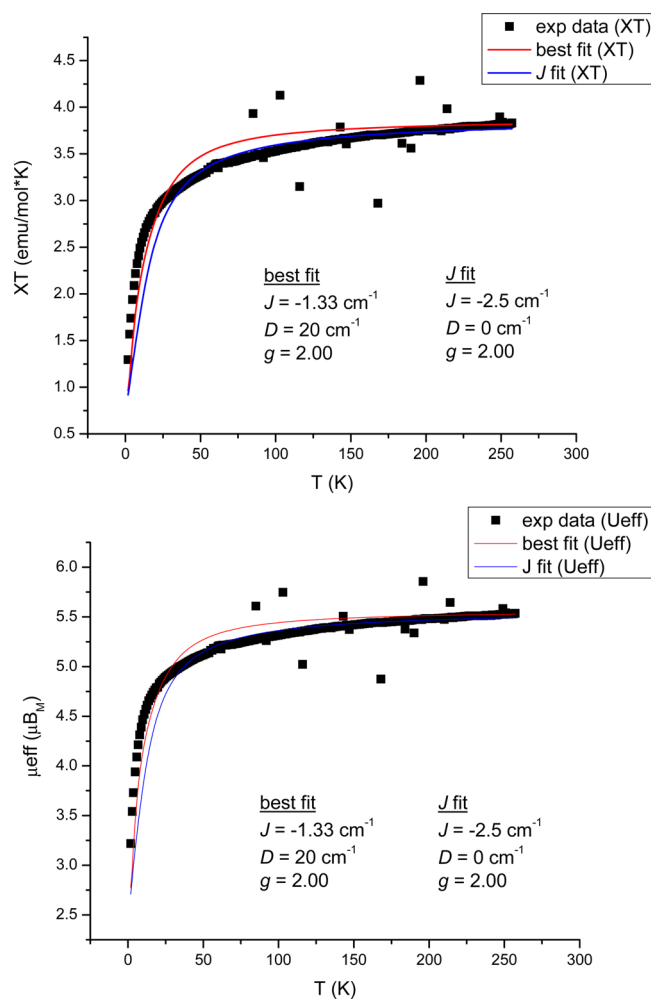 exp data (XT)
best fit (XT)
J fit (XT)
4.5
4.0
3.5
3.0
2.5
2.0
1.5
1.0
0.5
XT (emu/mol*K)
best fit
J = -1.33 cm⁻¹
D = 20 cm⁻¹
g = 2.00
J fit
J = -2.5 cm⁻¹
D = 0 cm⁻¹
g = 2.00
0 50 100 150 200 250 300
T (K)
exp data (Ueff)
best fit (Ueff)
J fit (Ueff)
6.0
5.5
5.0
4.5
4.0
3.5
3.0
2.5
μeff (μB_M)
best fit
J = -1.33 cm⁻¹
D = 20 cm⁻¹
g = 2.00
J fit
J = -2.5 cm⁻¹
D = 0 cm⁻¹
g = 2.00
0 50 100 150 200 250 300
T (K)